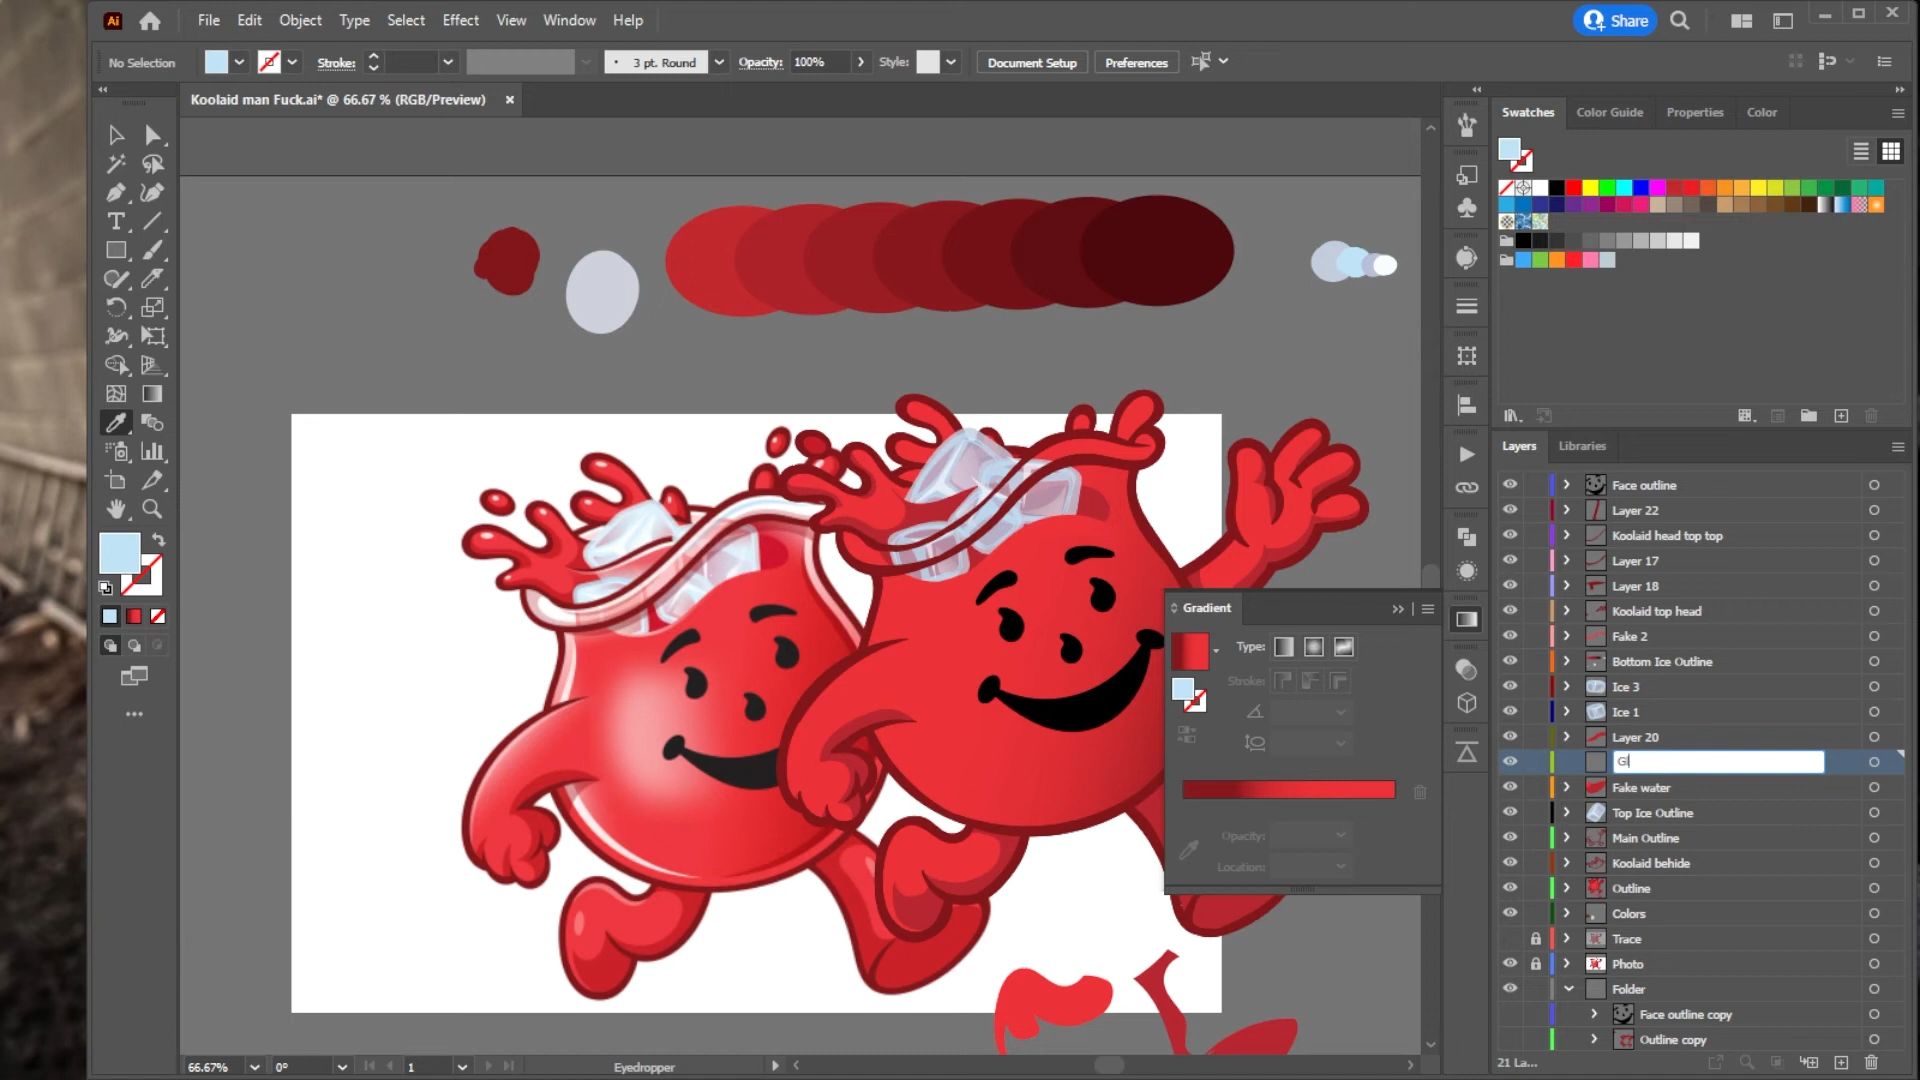 Ai File Edit Object Type Select Effect View Window Help Share
No Selection Stroke: 3 pt. Round Opacity: 100% Style: Document Setup Preferences
Koolaid man Fuck.ai* @ 66.67 % (RGB/Preview)
Swatches Color Guide Properties Color
Layers Libraries
Face outline
Layer 22
Koolaid head top top
Layer 17
Layer 18
Koolaid top head
Fake 2
Bottom Ice Outline
Ice 3
Ice 1
Layer 20
Gl
Fake water
Top Ice Outline
Main Outline
Koolaid behide
Outline
Colors
Trace
Photo
Folder
Face outline copy
Outline copy
21 La...
Gradient
Type:
Stroke:
Opacity:
Location:
66.67% 0° 1 Eyedropper